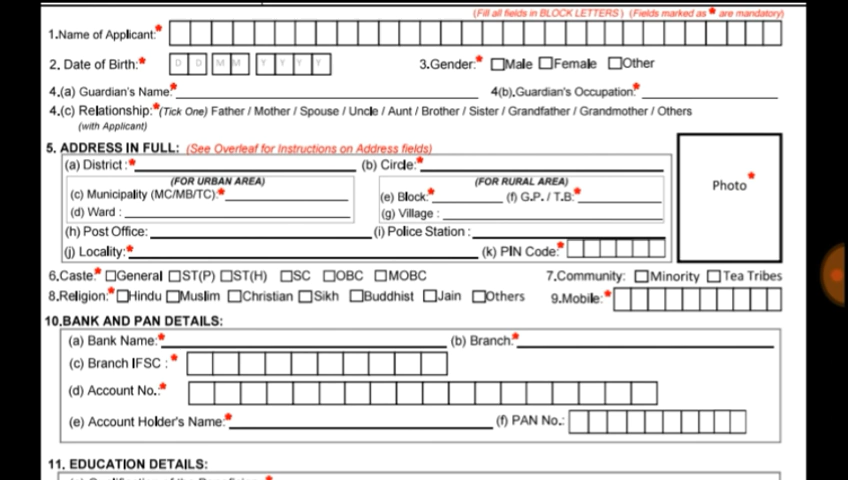 (Fill all fields in BLOCK LETTERS ) (Fields marked as * are mandatory)
1.Name of Applicant:*
2. Date of Birth:* D D M M Y Y Y Y 3.Gender:* Male Female Other
4.(a) Guardian's Name:* 4(b).Guardian's Occupation:*
4.(c) Relationship:*(Tick One) Father / Mother / Spouse / Uncle / Aunt / Brother / Sister / Grandfather / Grandmother / Others
(with Applicant)
5. ADDRESS IN FULL: (See Overleaf for Instructions on Address fields)
(a) District :* (b) Circle:*
(FOR URBAN AREA) (FOR RURAL AREA)
Photo*
(c) Municipality (MC/MB/TC):* (e) Block:* (f) G.P. / T.B:*
(d) Ward : (g) Village :
(h) Post Office: (i) Police Station :
(j) Locality:* (k) PIN Code:*
6.Caste:* General ST(P) ST(H) SC OBC MOBC 7.Community: Minority Tea Tribes
8.Religion:* Hindu Muslim Christian Sikh Buddhist Jain Others 9.Mobile:*
10.BANK AND PAN DETAILS:
(a) Bank Name:* (b) Branch:*
(c) Branch IFSC : *
(d) Account No.:*
(e) Account Holder's Name:* (f) PAN No.:
11. EDUCATION DETAILS: